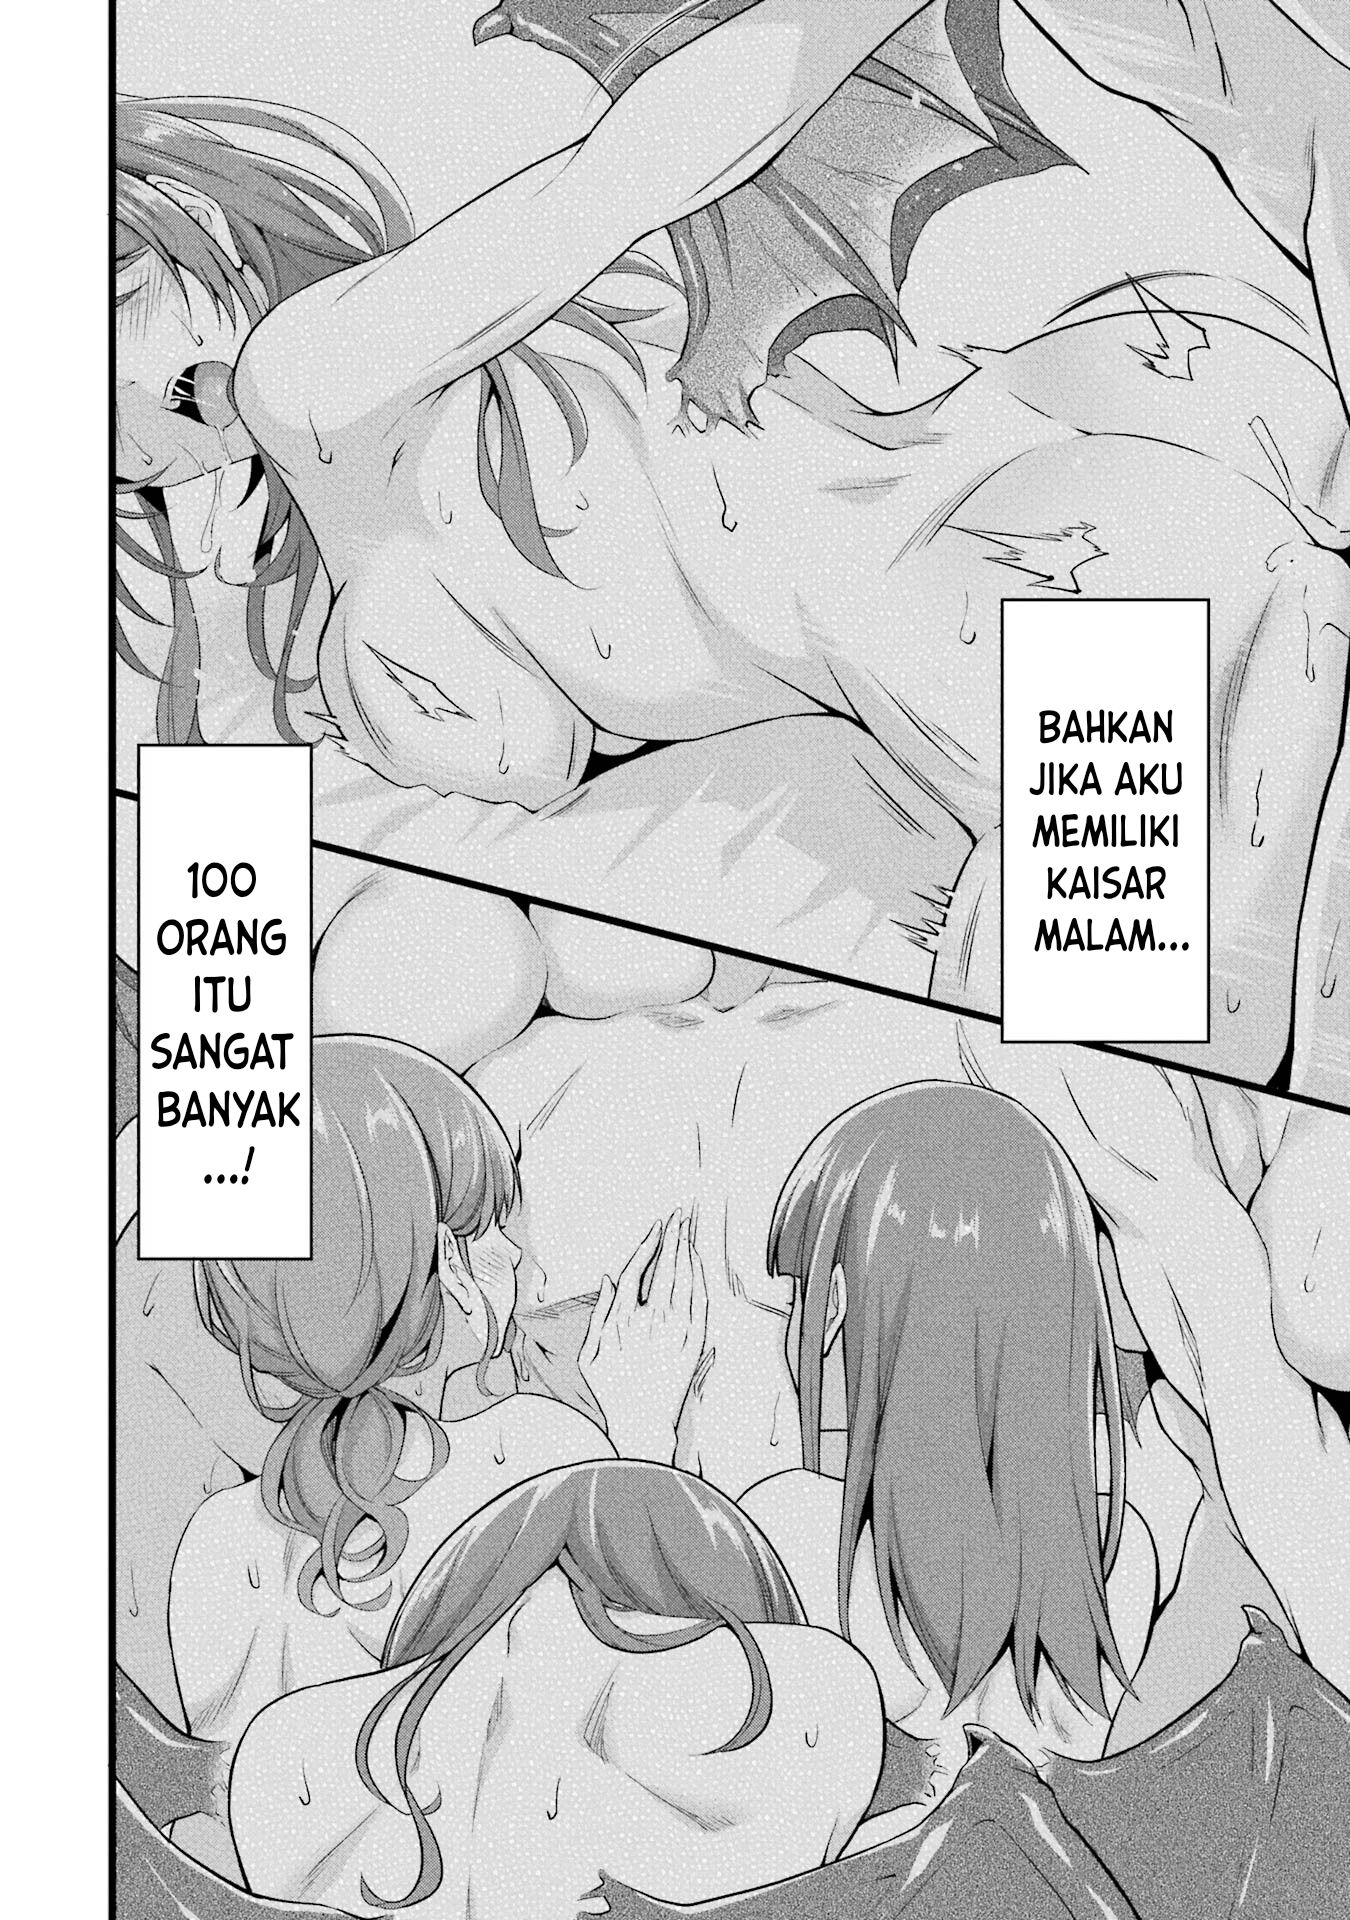 BAHKAN
JIKA AKU
MEMILIKI
KAISAR
MALAM...
100
ORANG
ITU
SANGAT
BANYAK
...!